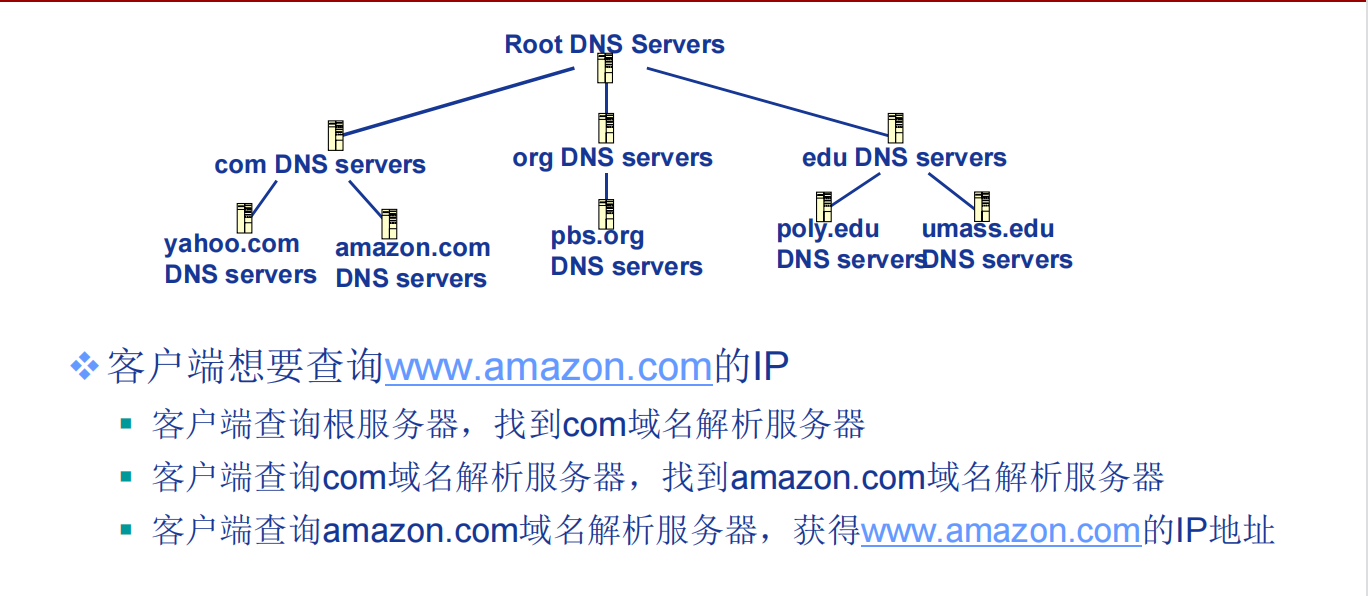 Root DNS Servers
com DNS servers
org DNS servers
edu DNS servers
yahoo.com
DNS servers
amazon.com
DNS servers
pbs.org
DNS servers
poly.edu
DNS servers
umass.edu
DNS servers
客户端想要查询www.amazon.com的IP
客户端查询根服务器，找到com域名解析服务器
客户端查询com域名解析服务器，找到amazon.com域名解析服务器
客户端查询amazon.com域名解析服务器，获得www.amazon.com的IP地址